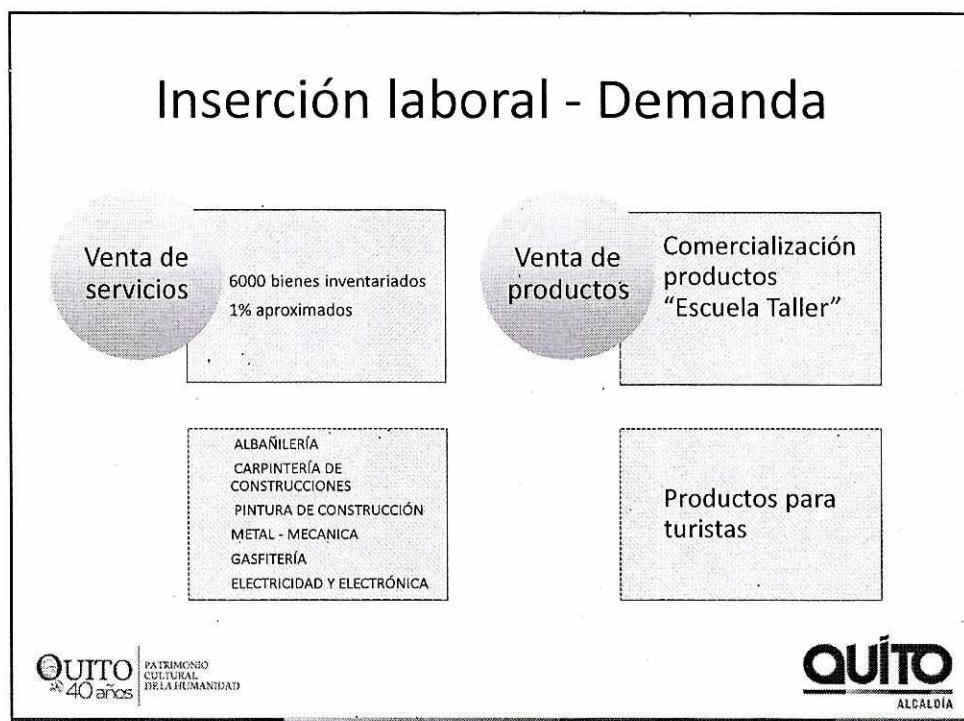 Inserción laboral - Demanda
Venta de
servicios
6000 bienes inventariados
1% aproximados
ALBAÑILERÍA
CARPINTERÍA DE
CONSTRUCCIONES
PINTURA DE CONSTRUCCIÓN
METAL - MECANICA
GASFITERÍA
ELECTRICIDAD Y ELECTRÓNICA
Venta de
productos
Comercialización
productos
“Escuela Taller”
Productos para
turistas
QUITO
40 años
PATRIMONIO
CULTURAL
DE LA HUMANIDAD
QUITO
ALCALDÍA